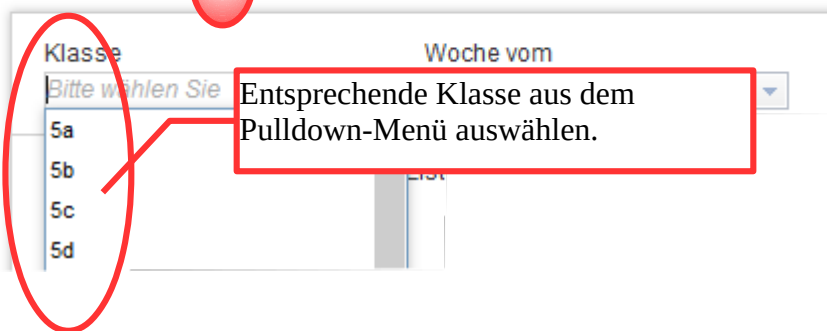 Klasse
Woche vom
Bitte wählen Sie
Entsprechende Klasse aus dem
Pulldown-Menü auswählen.
5a
5b
5c
5d